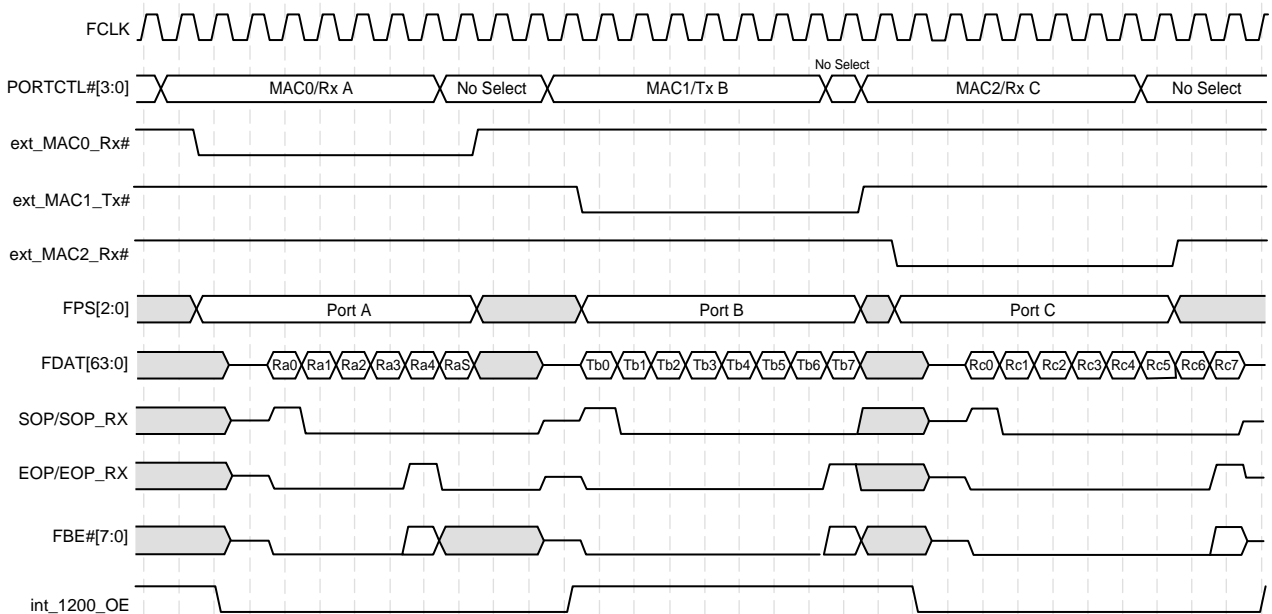 FCLK
No Select
PORTCTL#[3:0] MAC0/Rx A No Select MAC1/Tx B MAC2/Rx C No Select
ext_MAC0_Rx#
ext_MAC1_Tx#
ext_MAC2_Rx#
FPS[2:0] Port A Port B Port C
FDAT[63:0] Ra0 Ra1 Ra2 Ra3 Ra4 RaS Tb0 Tb1 Tb2 Tb3 Tb4 Tb5 Tb6 Tb7 Rc0 Rc1 Rc2 Rc3 Rc4 Rc5 Rc6 Rc7
SOP/SOP_RX
EOP/EOP_RX
FBE#[7:0]
int_1200_OE